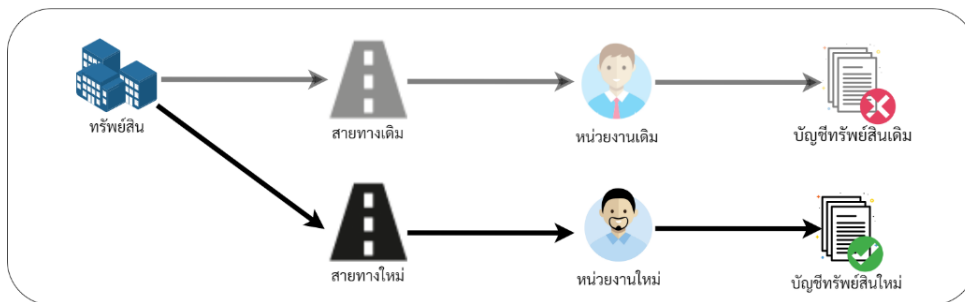 ทรัพย์สิน
สายทางเดิม
หน่วยงานเดิม
บัญชีทรัพย์สินเดิม
สายทางใหม่
หน่วยงานใหม่
บัญชีทรัพย์สินใหม่